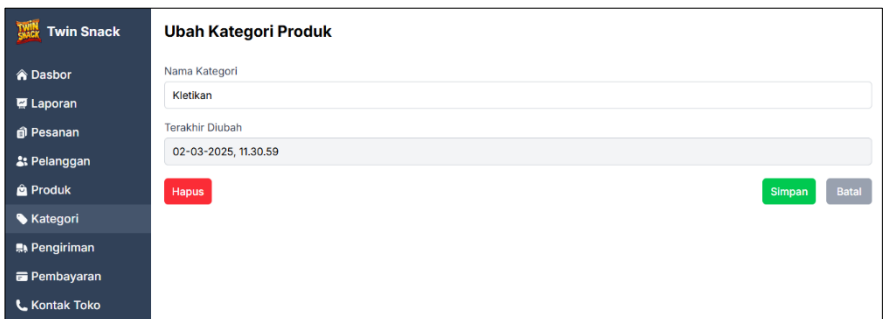 TWIN
SNACK
Twin Snack
Dasbor
Laporan
Pesanan
Pelanggan
Produk
Kategori
Pengiriman
Pembayaran
Kontak Toko
Ubah Kategori Produk
Nama Kategori
Kletikan
Terakhir Diubah
02-03-2025, 11.30.59
Hapus
Simpan
Batal